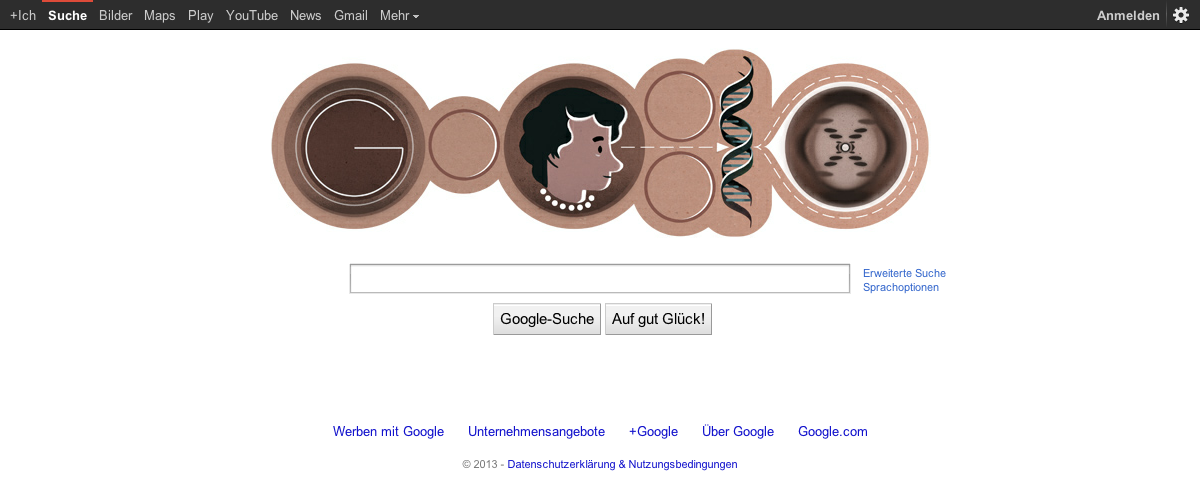 +Ich Suche Bilder Maps Play YouTube News Gmail Mehr Anmelden
G
Erweiterte Suche
Sprachoptionen
Google-Suche Auf gut Glück!
Werben mit Google Unternehmensangebote +Google Über Google Google.com
© 2013 - Datenschutzerklärung & Nutzungsbedingungen